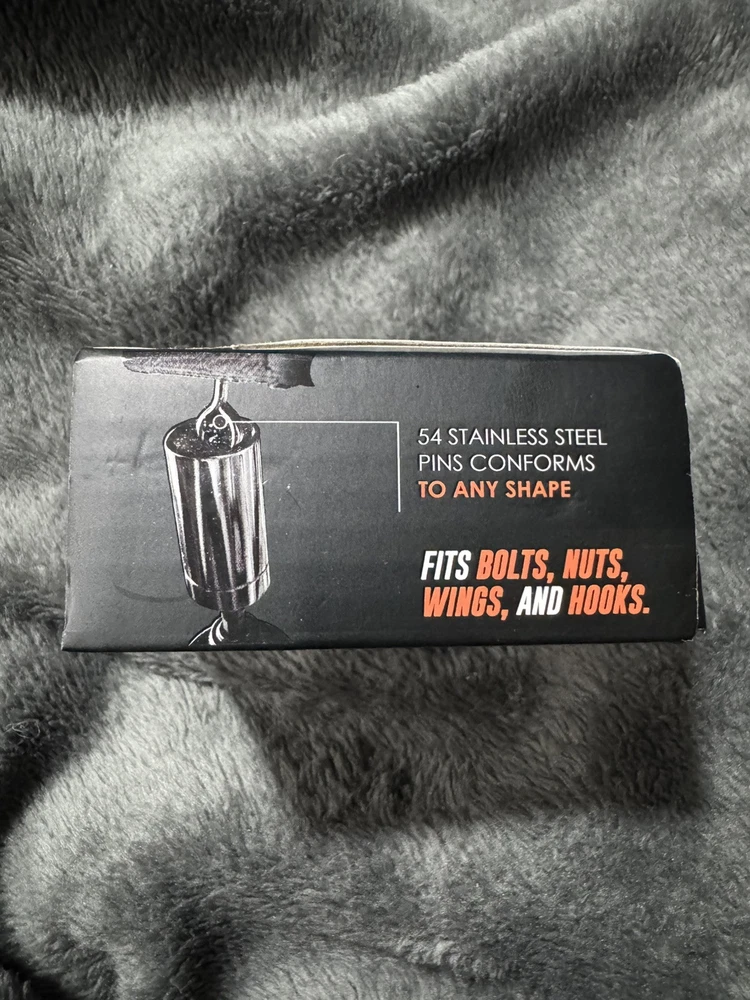 54 STAINLESS STEEL
PINS CONFORMS
TO ANY SHAPE
FITS BOLTS, NUTS,
WINGS, AND HOOKS.